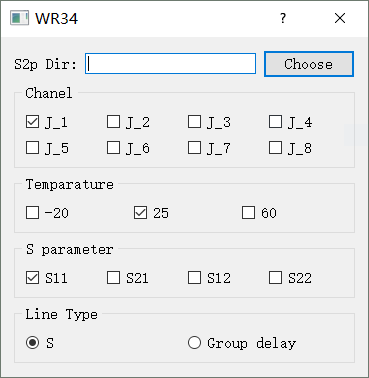 WR34
S2p Dir: Choose
Chanel
J_1 J_2 J_3 J_4
J_5 J_6 J_7 J_8
Temparature
-20 25 60
S parameter
S11 S21 S12 S22
Line Type
S Group delay